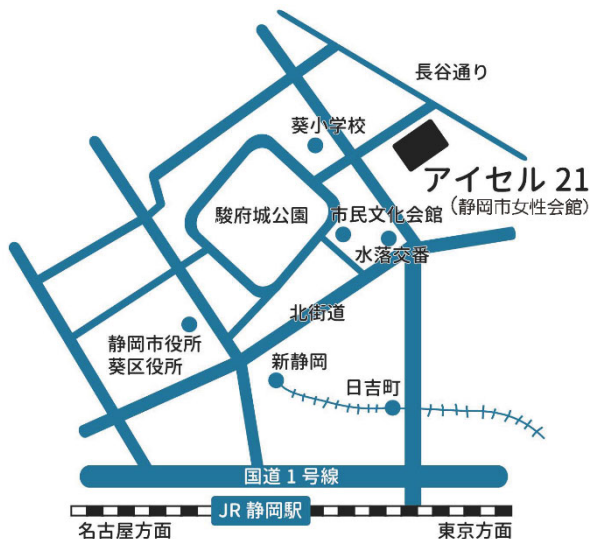 長谷通り
葵小学校
アイセル 21
（静岡市女性会館）
駿府城公園
市民文化会館
水落交番
北街道
静岡市役所
葵区役所
新静岡
日吉町
国道 1 号線
JR 静岡駅
名古屋方面
東京方面